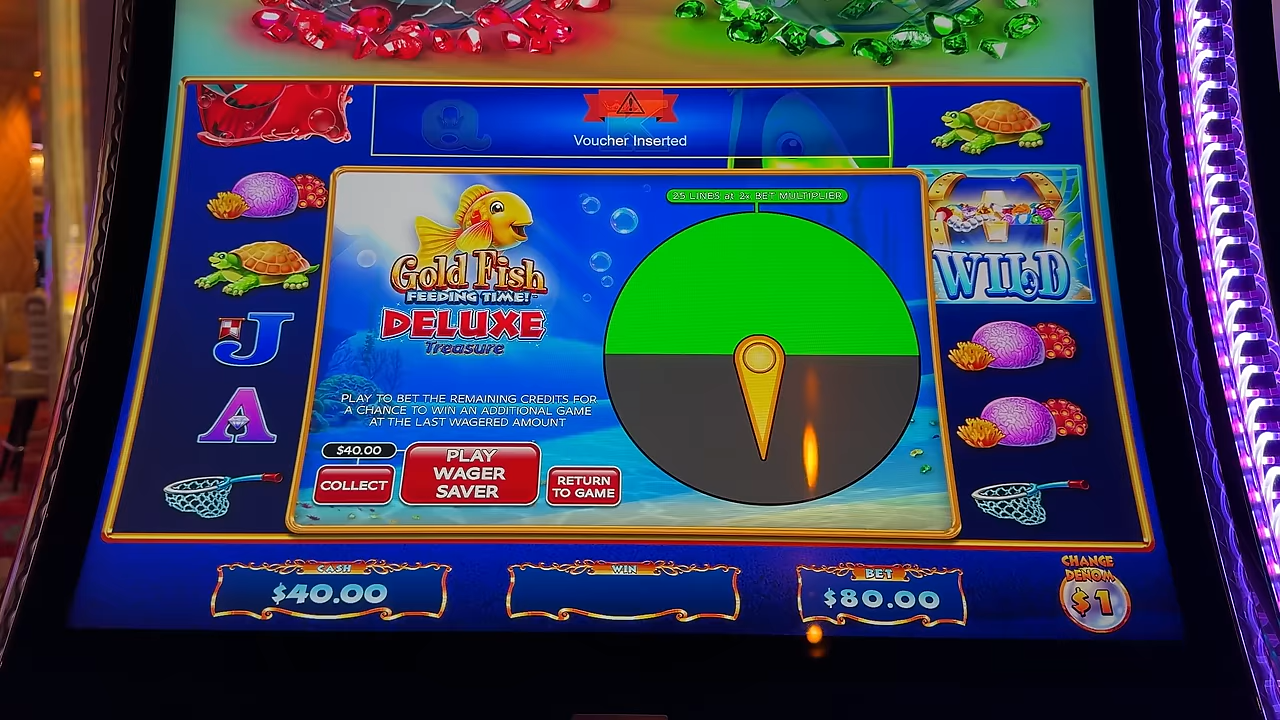 Q
Voucher Inserted
25 LINES at 2x BET MULTIPLIER
Gold Fish
FEEDING TIME!
DELUXE
Treasure
WILD
J
A
PLAY TO BET THE REMAINING CREDITS FOR
A CHANCE TO WIN AN ADDITIONAL GAME
AT THE LAST WAGERED AMOUNT
$40.00
COLLECT
PLAY
WAGER
SAVER
RETURN
TO GAME
CASH
$40.00
WIN
BET
$80.00
CHANGE
DENOM
$1